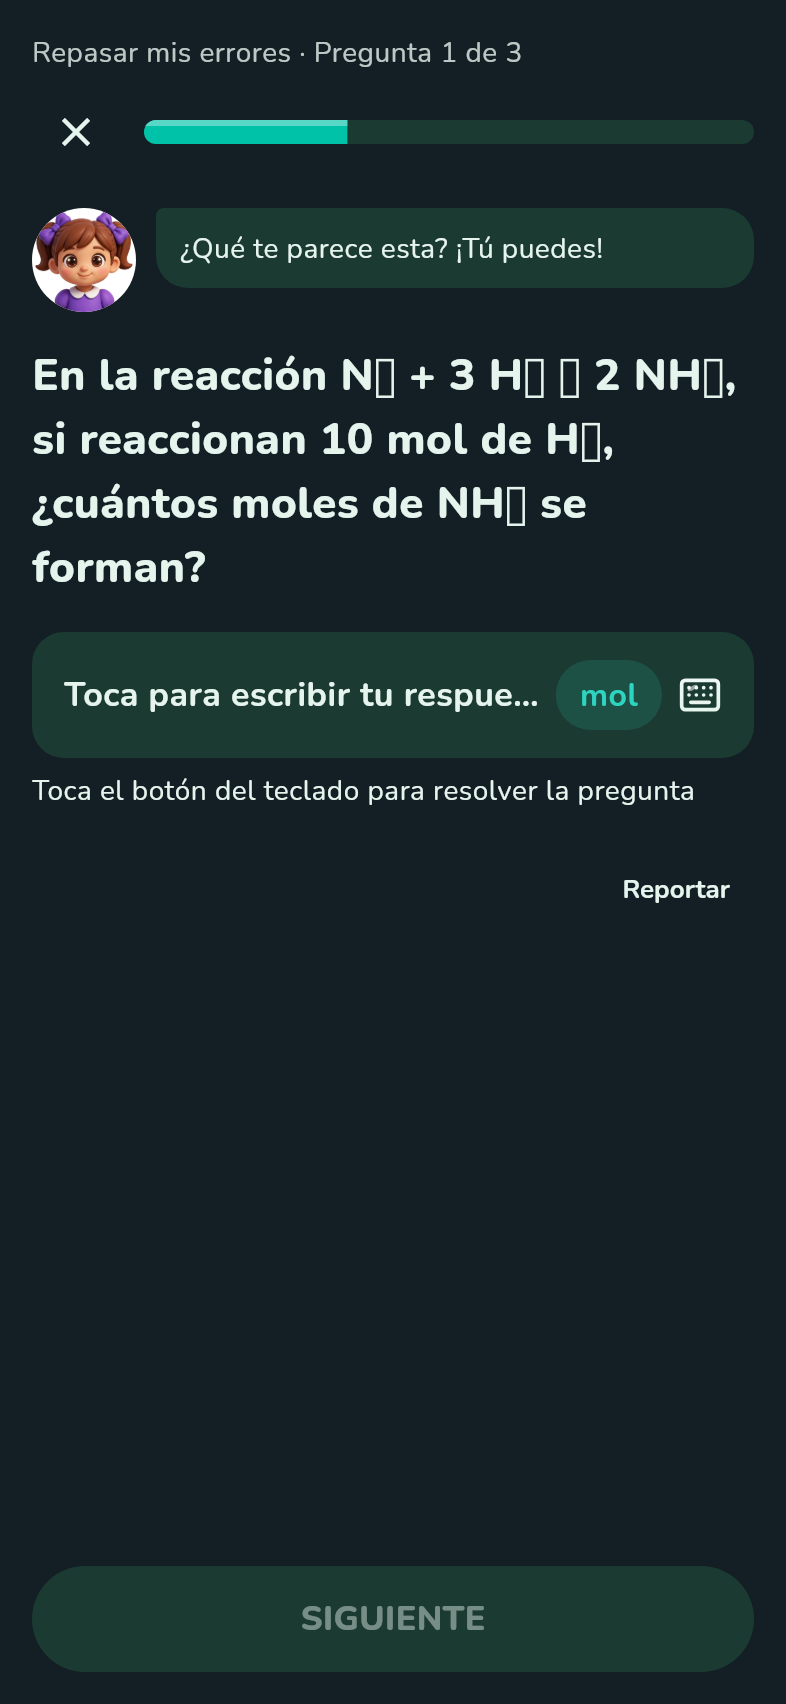 Repasar mis errores · Pregunta 1 de 3
¿Qué te parece esta? ¡Tú puedes!
En la reacción N▯ + 3 H▯ ▯ 2 NH▯,
si reaccionan 10 mol de H▯,
¿cuántos moles de NH▯ se
forman?
Toca para escribir tu respue... mol
Toca el botón del teclado para resolver la pregunta
Reportar
SIGUIENTE